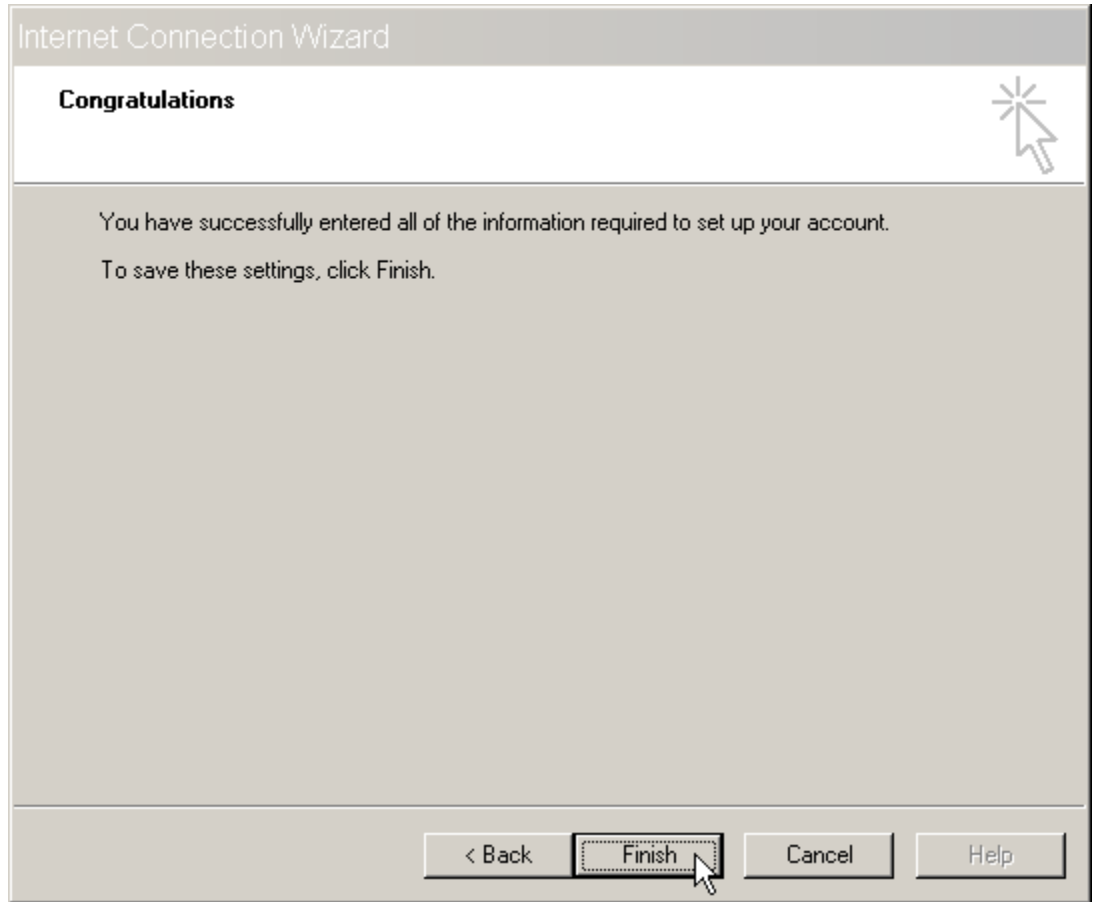 Internet Connection Wizard
Congratulations
You have successfully entered all of the information required to set up your account.
To save these settings, click Finish.
< Back Finish Cancel Help